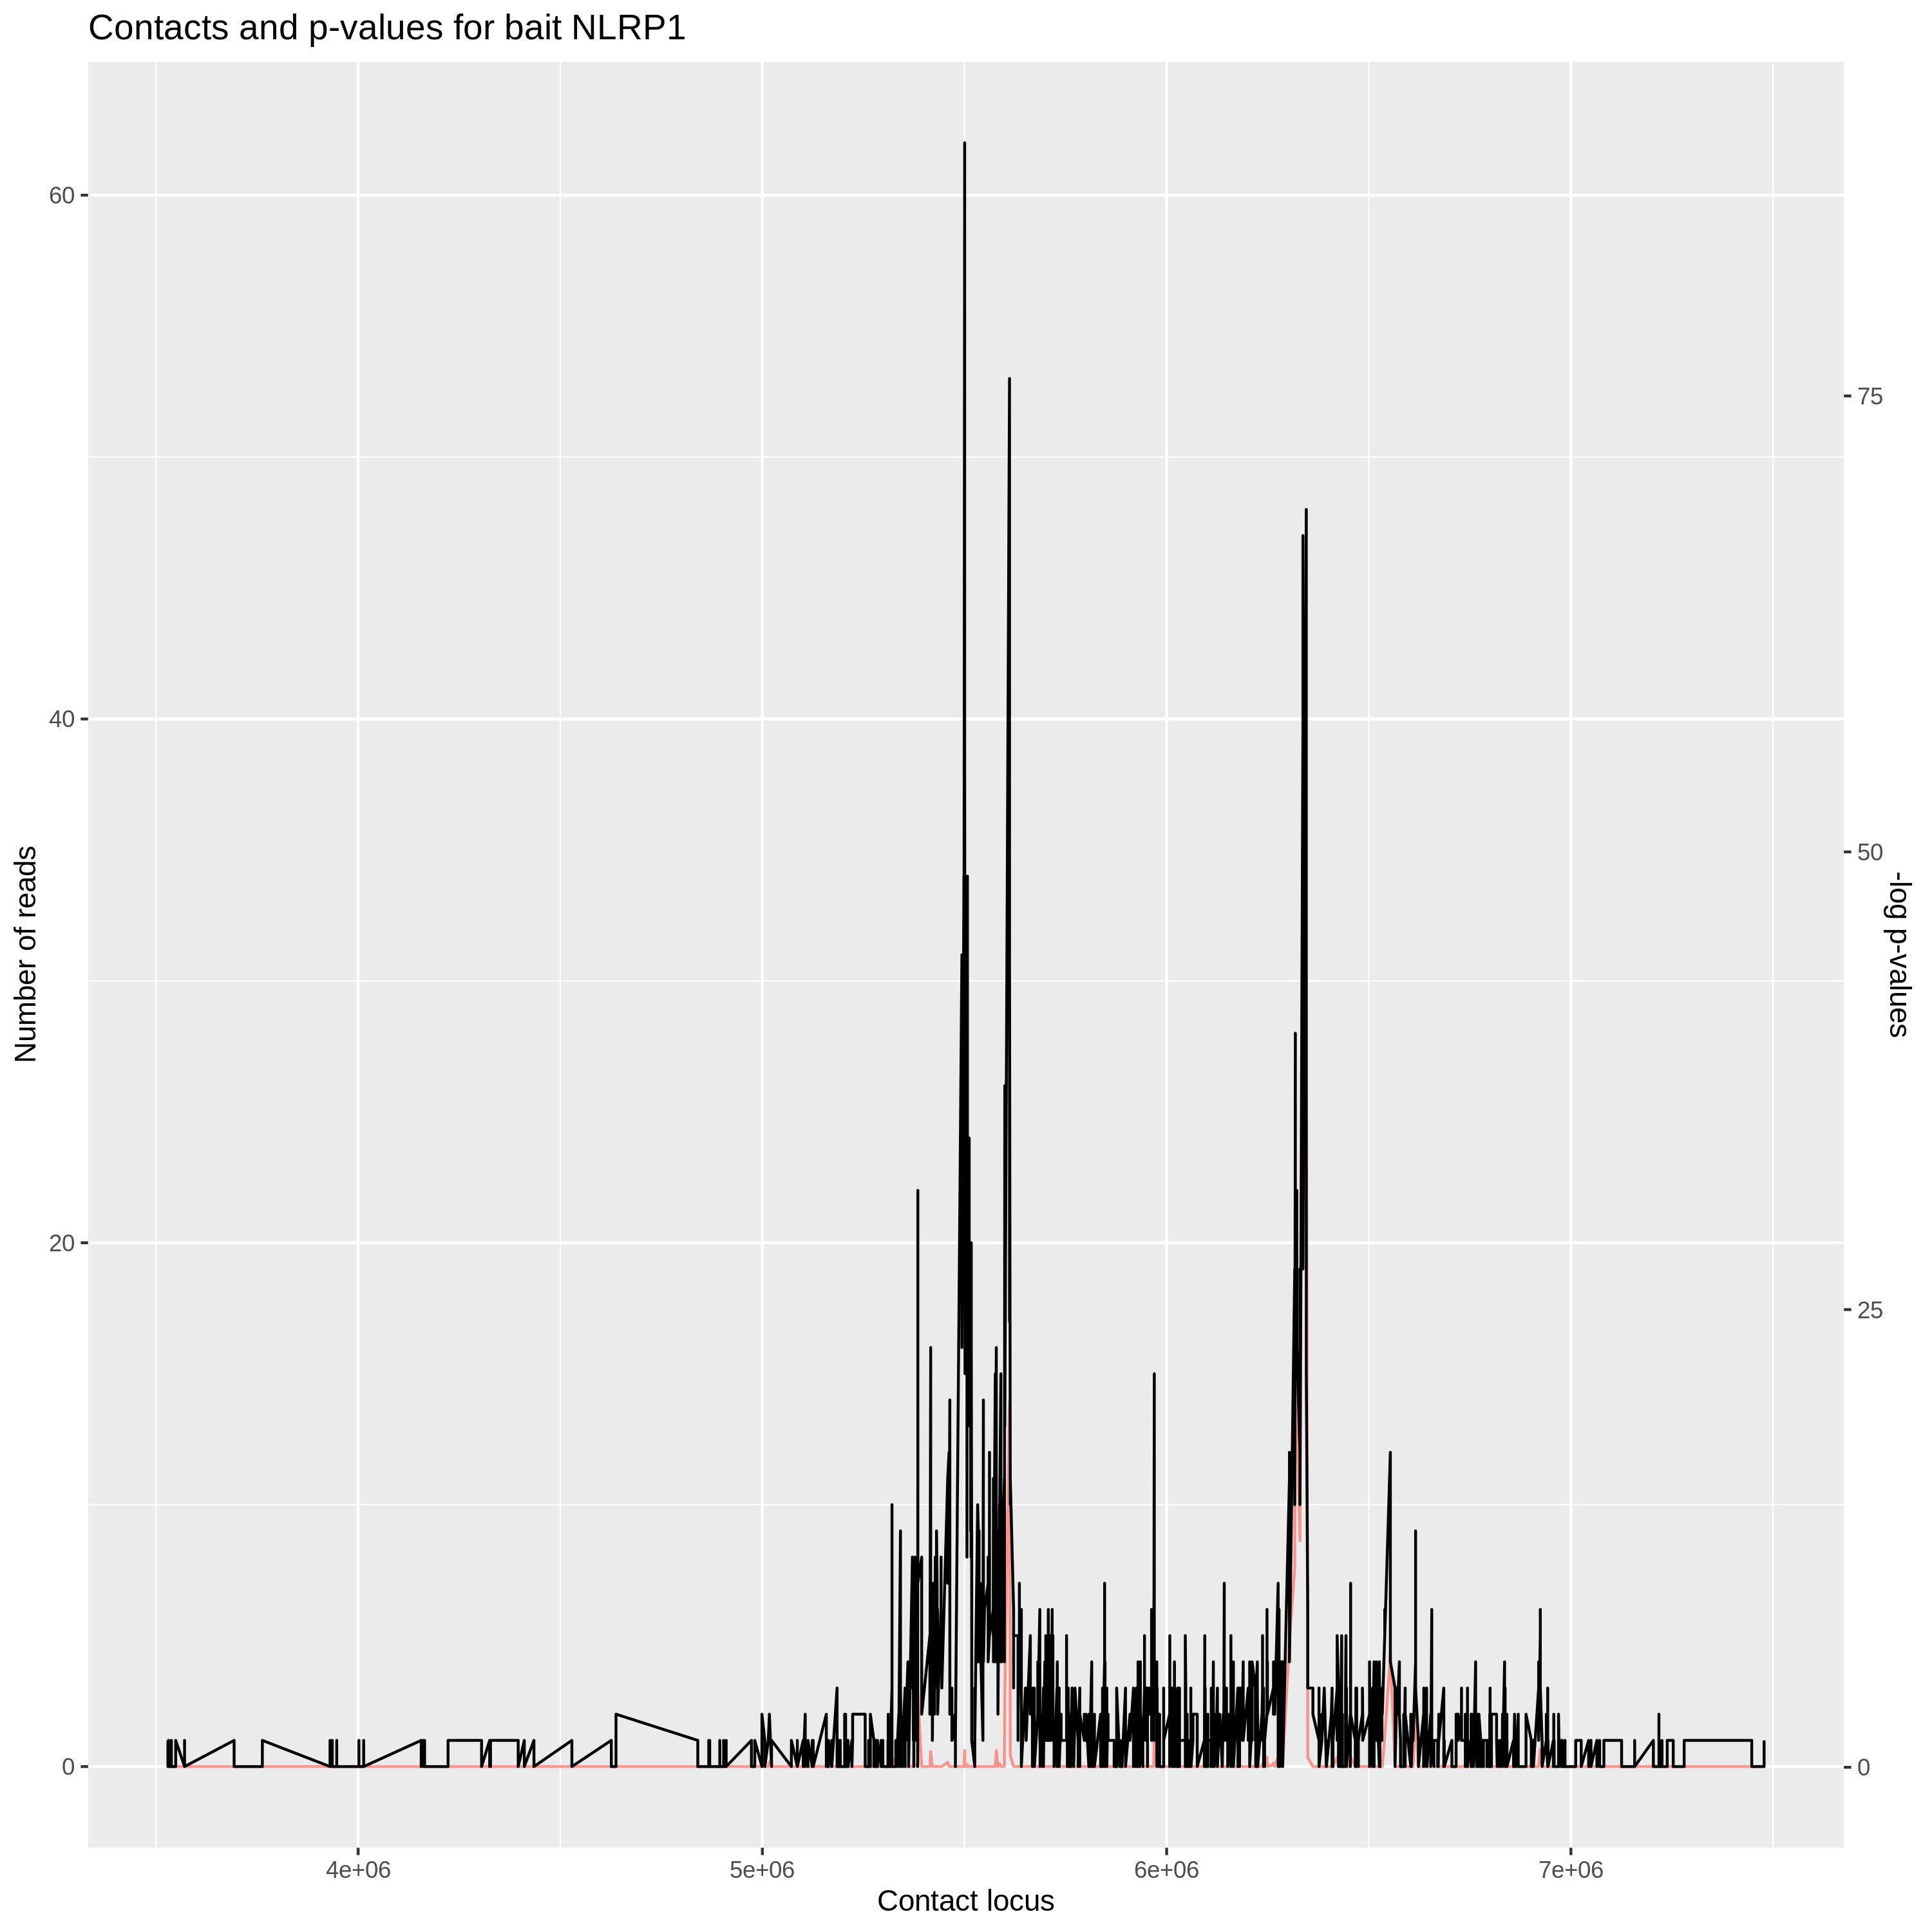 Contacts and p-values for bait NLRP1
60
40
20
0
Number of reads
75
50
25
0
-log p-values
4e+06
5e+06
6e+06
7e+06
Contact locus